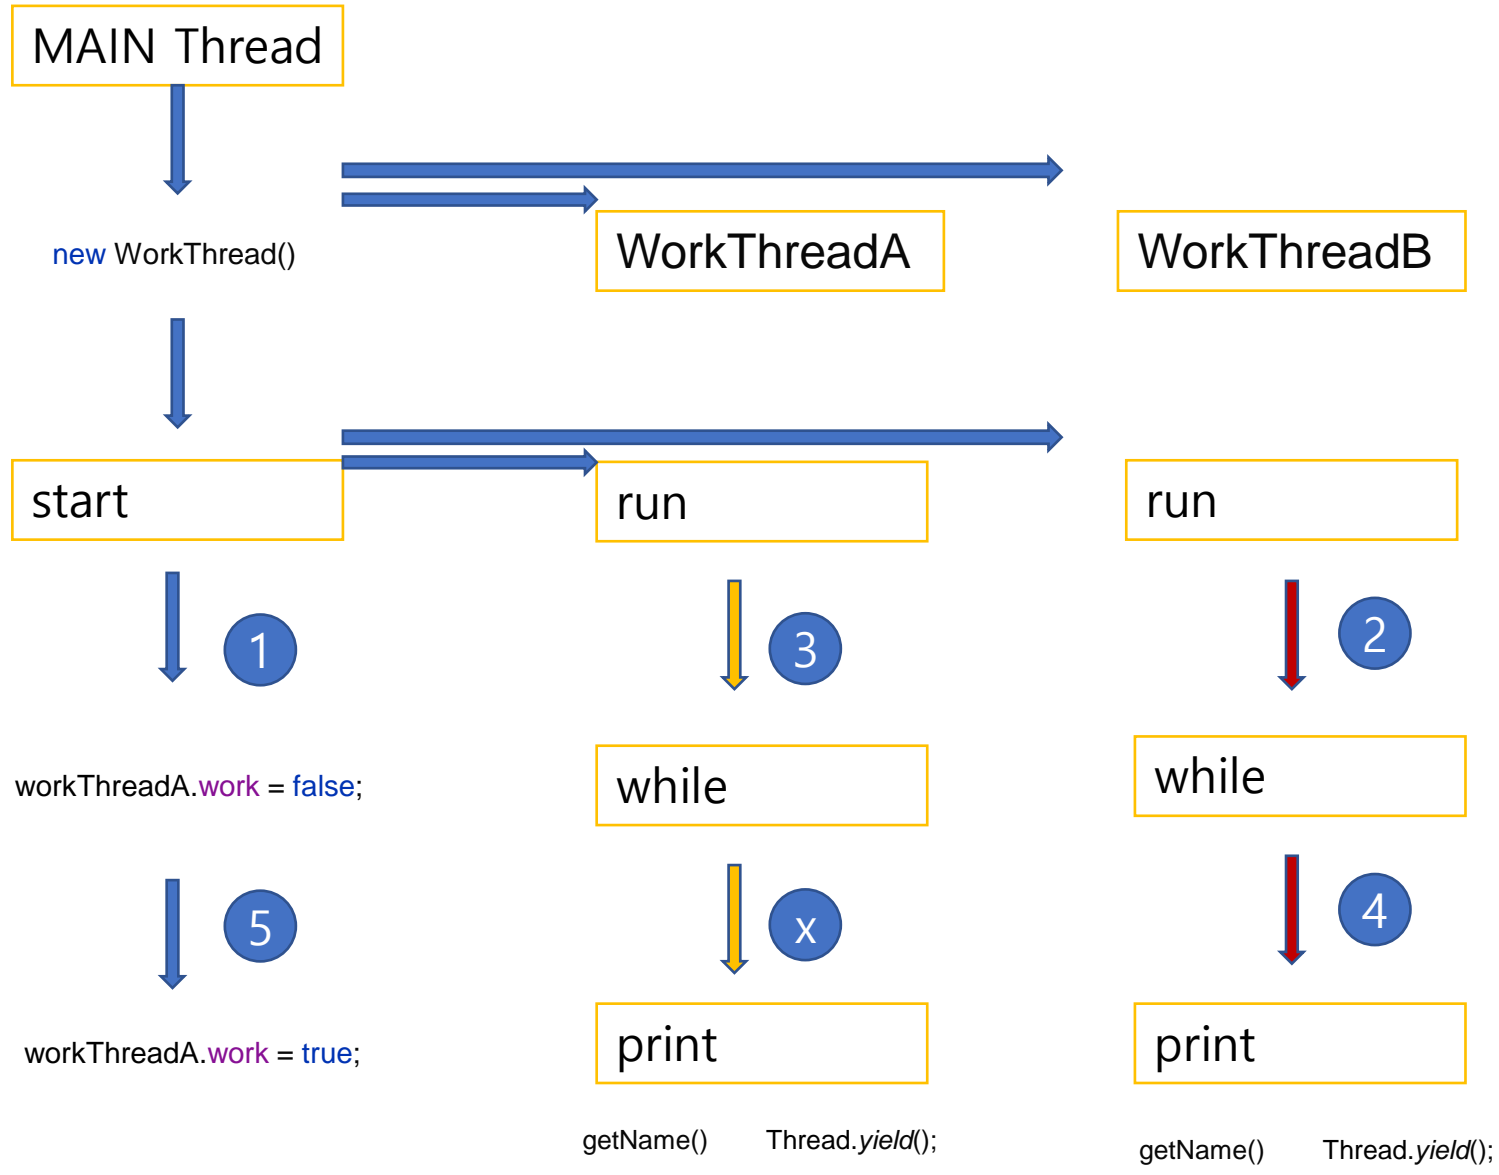 MAIN Thread
new WorkThread()
WorkThreadA
WorkThreadB
start
run
run
1
3
2
workThreadA.work = false;
while
while
5
x
4
workThreadA.work = true;
print
print
getName() Thread.yield();
getName() Thread.yield();